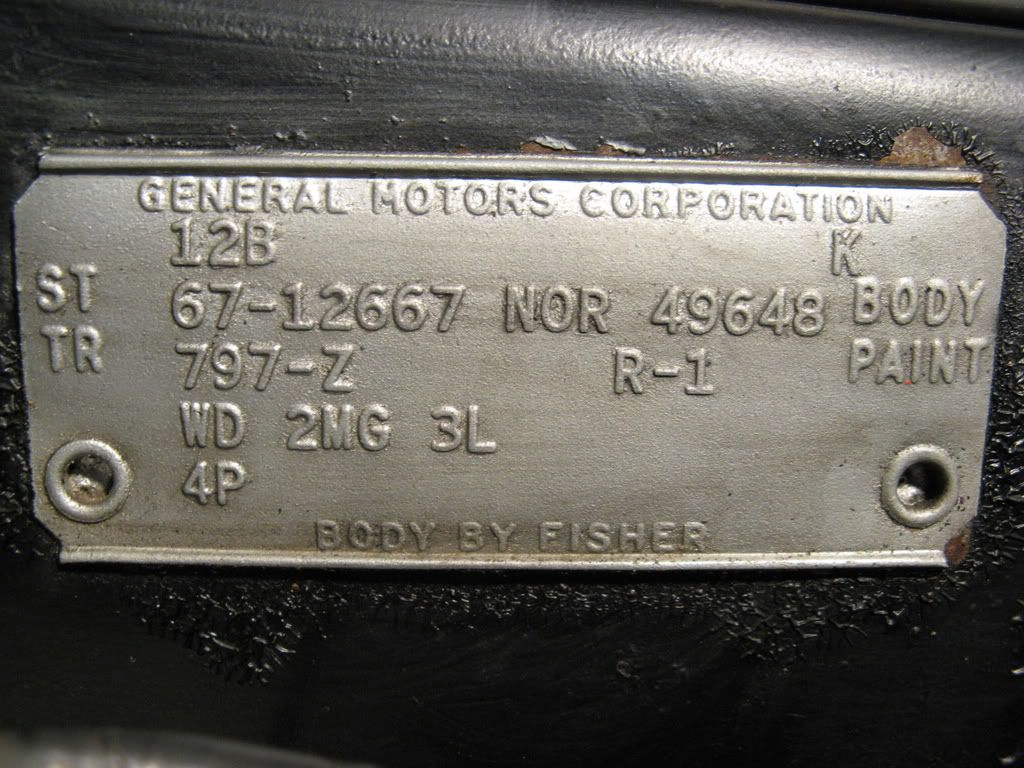 GENERAL MOTORS CORPORATION
12B K
ST 67-12667 NOR 49648 BODY
TR 797-Z R-1 PAINT
WD 2MG 3L
4P
BODY BY FISHER